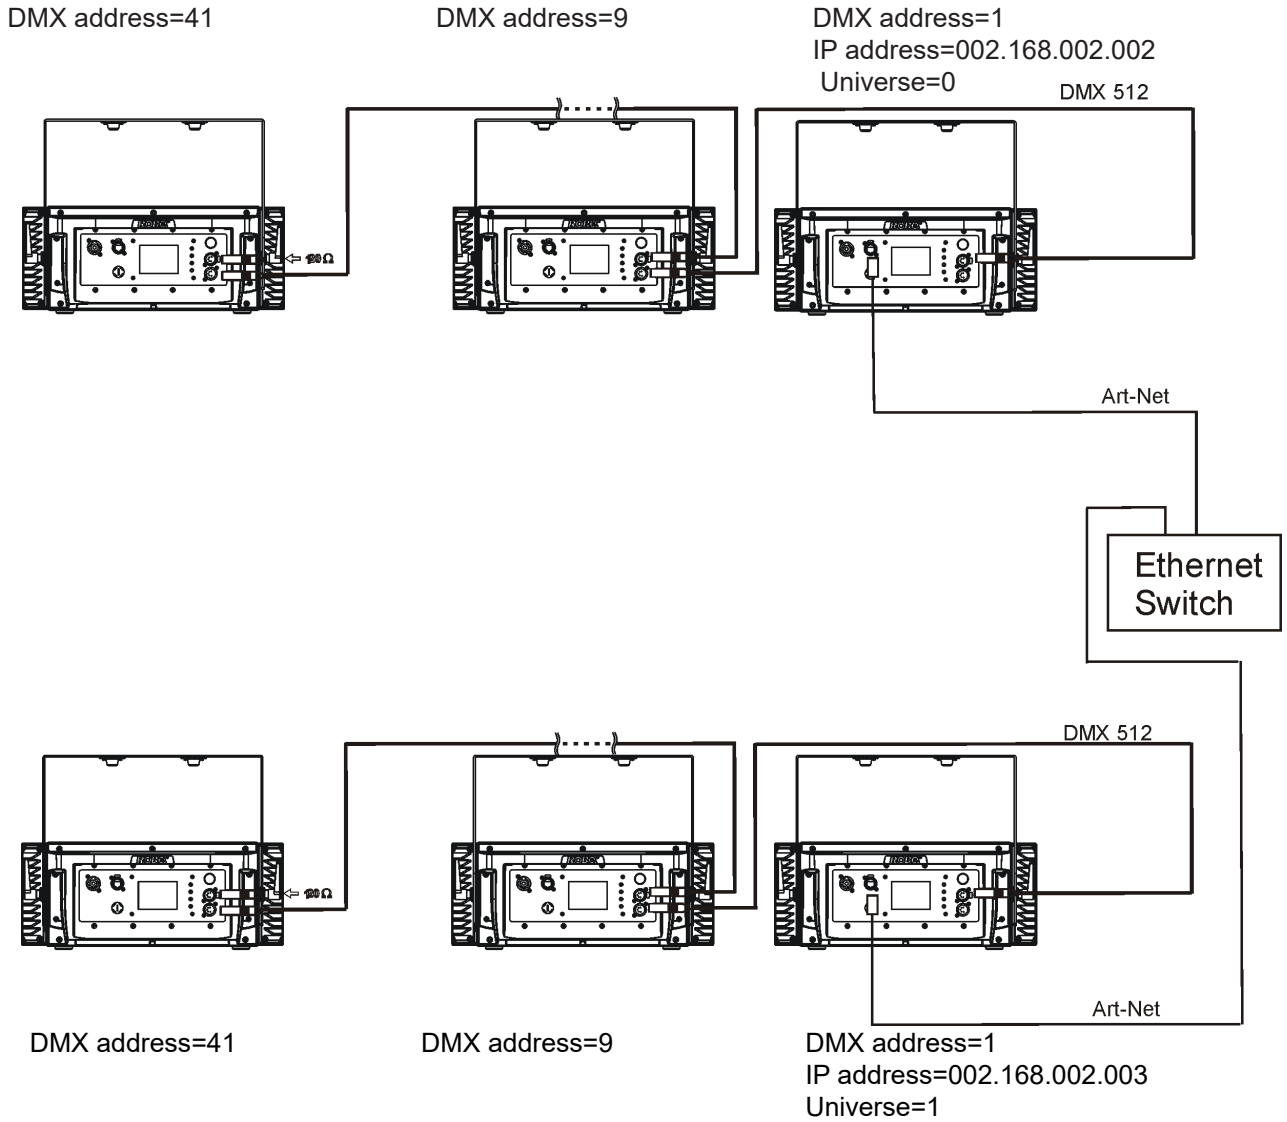 DMX address=41
DMX address=9
DMX address=1
IP address=002.168.002.002
Universe=0
DMX 512
120 Ω
Art-Net
Ethernet
Switch
DMX 512
120 Ω
Art-Net
DMX address=41
DMX address=9
DMX address=1
IP address=002.168.002.003
Universe=1